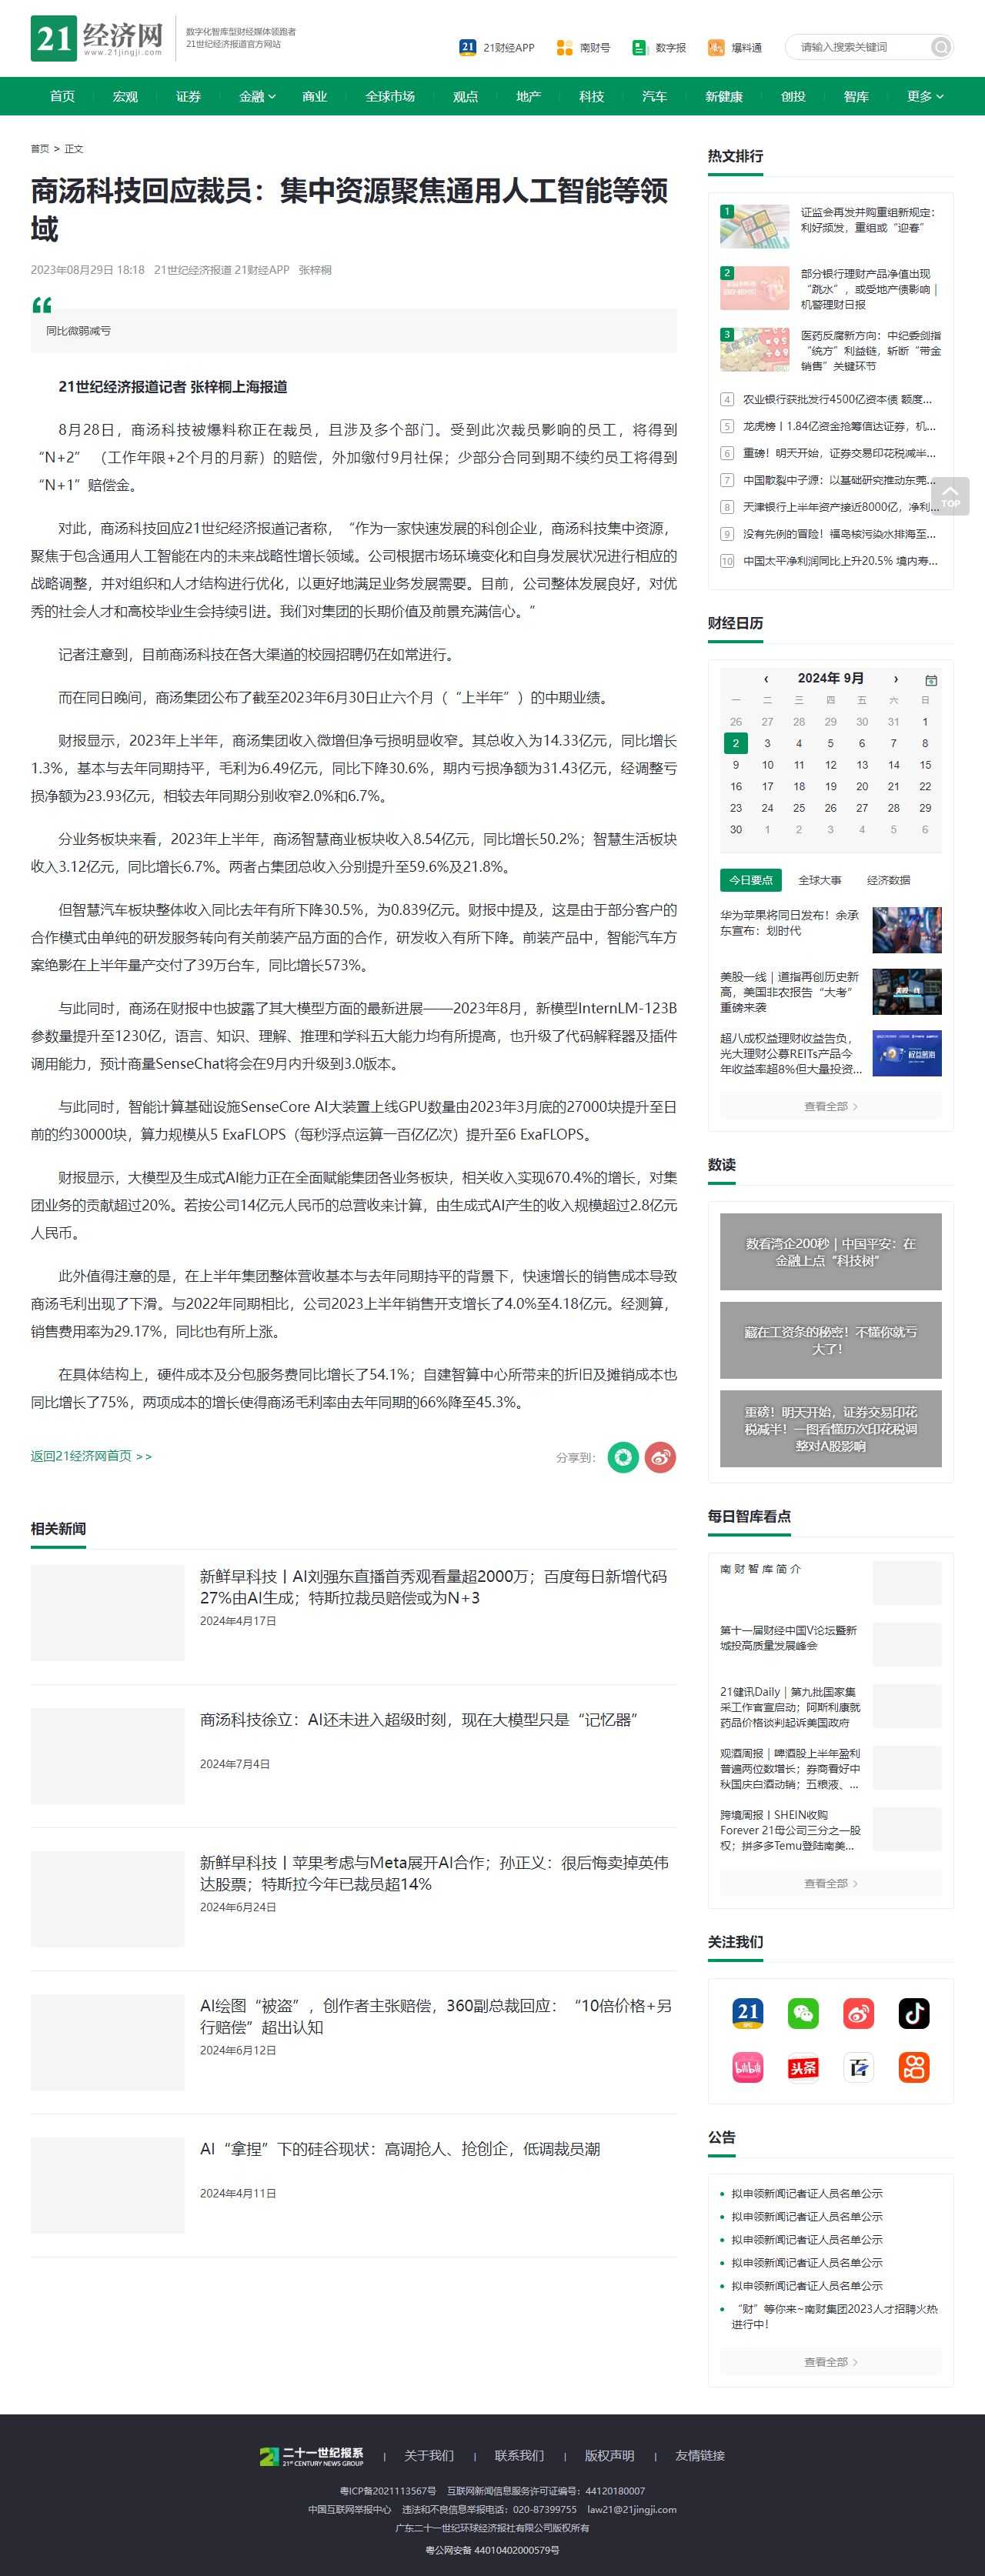 21 经济网
www.21jingji.com
数字化智库型财经媒体领跑者
21世纪经济报道官方网站
21财经APP
南财号
数字报
爆料通
请输入搜索关键词
首页 宏观 证券 金融 商业 全球市场 观点 地产 科技 汽车 新健康 创投 智库 更多
首页 > 正文
商汤科技回应裁员：集中资源聚焦通用人工智能等领
域
2023年08月29日 18:18 21世纪经济报道 21财经APP 张梓桐
同比微弱减亏
21世纪经济报道记者 张梓桐上海报道
8月28日，商汤科技被爆料称正在裁员，且涉及多个部门。受到此次裁员影响的员工，将得到
“N+2” （工作年限+2个月的月薪）的赔偿，外加缴付9月社保；少部分合同到期不续约员工将得到
“N+1”赔偿金。
对此，商汤科技回应21世纪经济报道记者称，“作为一家快速发展的科创企业，商汤科技集中资源，
聚焦于包含通用人工智能在内的未来战略性增长领域。公司根据市场环境变化和自身发展状况进行相应的
战略调整，并对组织和人才结构进行优化，以更好地满足业务发展需要。目前，公司整体发展良好，对优
秀的社会人才和高校毕业生会持续引进。我们对集团的长期价值及前景充满信心。”
记者注意到，目前商汤科技在各大渠道的校园招聘仍在如常进行。
而在同日晚间，商汤集团公布了截至2023年6月30日止六个月（“上半年”）的中期业绩。
财报显示，2023年上半年，商汤集团收入微增但净亏损明显收窄。其总收入为14.33亿元，同比增长
1.3%，基本与去年同期持平，毛利为6.49亿元，同比下降30.6%，期内亏损净额为31.43亿元，经调整亏
损净额为23.93亿元，相较去年同期分别收窄2.0%和6.7%。
分业务板块来看，2023年上半年，商汤智慧商业板块收入8.54亿元，同比增长50.2%；智慧生活板块
收入3.12亿元，同比增长6.7%。两者占集团总收入分别提升至59.6%及21.8%。
但智慧汽车板块整体收入同比去年有所下降30.5%，为0.839亿元。财报中提及，这是由于部分客户的
合作模式由单纯的研发服务转向有关前装产品方面的合作，研发收入有所下降。前装产品中，智能汽车方
案绝影在上半年量产交付了39万台车，同比增长573%。
与此同时，商汤在财报中也披露了其大模型方面的最新进展——2023年8月，新模型InternLM-123B
参数量提升至1230亿，语言、知识、理解、推理和学科五大能力均有所提高，也升级了代码解释器及插件
调用能力，预计商量SenseChat将会在9月内升级到3.0版本。
与此同时，智能计算基础设施SenseCore AI大装置上线GPU数量由2023年3月底的27000块提升至日
前的约30000块，算力规模从5 ExaFLOPS（每秒浮点运算一百亿亿次）提升至6 ExaFLOPS。
财报显示，大模型及生成式AI能力正在全面赋能集团各业务板块，相关收入实现670.4%的增长，对集
团业务的贡献超过20%。若按公司14亿元人民币的总营收来计算，由生成式AI产生的收入规模超过2.8亿元
人民币。
此外值得注意的是，在上半年集团整体营收基本与去年同期持平的背景下，快速增长的销售成本导致
商汤毛利出现了下滑。与2022年同期相比，公司2023上半年销售开支增长了4.0%至4.18亿元。经测算，
销售费用率为29.17%，同比也有所上涨。
在具体结构上，硬件成本及分包服务费同比增长了54.1%；自建智算中心所带来的折旧及摊销成本也
同比增长了75%，两项成本的增长使得商汤毛利率由去年同期的66%降至45.3%。
返回21经济网首页 >>
分享到：
相关新闻
新鲜早科技丨AI刘强东直播首秀观看量超2000万；百度每日新增代码
27%由AI生成；特斯拉裁员赔偿或为N+3
2024年4月17日
商汤科技徐立：AI还未进入超级时刻，现在大模型只是“记忆器”
2024年7月4日
新鲜早科技丨苹果考虑与Meta展开AI合作；孙正义：很后悔卖掉英伟
达股票；特斯拉今年已裁员超14%
2024年6月24日
AI绘图“被盗”，创作者主张赔偿，360副总裁回应：“10倍价格+另
行赔偿”超出认知
2024年6月12日
AI“拿捏”下的硅谷现状：高调抢人、抢创企，低调裁员潮
2024年4月11日
热文排行
1 证监会再发并购重组新规定：
利好频发，重组或“迎春”
2 部分银行理财产品净值出现
“跳水”，或受地产债影响｜
机警理财日报
3 医药反腐新方向：中纪委剑指
“统方”利益链，斩断“带金
销售”关键环节
4 农业银行获批发行4500亿资本债 额度...
5 龙虎榜丨1.84亿资金抢筹信达证券，机...
6 重磅！明天开始，证券交易印花税减半...
7 中国散裂中子源：以基础研究推动东莞...
8 天津银行上半年资产接近8000亿，净利...
9 没有先例的冒险！福岛核污染水排海至...
10 中国太平净利润同比上升20.5% 境内寿...
TOP
财经日历
‹ 2024年 9月 ›
一 二 三 四 五 六 日
26 27 28 29 30 31 1
2 3 4 5 6 7 8
9 10 11 12 13 14 15
16 17 18 19 20 21 22
23 24 25 26 27 28 29
30 1 2 3 4 5 6
今日要点 全球大事 经济数据
华为苹果将同日发布！余承
东宣布：划时代
美股一线｜道指再创历史新
高，美国非农报告“大考”
重磅来袭
超八成权益理财收益告负，
光大理财公募REITs产品今
年收益率超8%但大量投资...
查看全部
数读
数看湾企200秒｜中国平安：在
金融上点“科技树”
藏在工资条的秘密！不懂你就亏
大了！
重磅！明天开始，证券交易印花
税减半！一图看懂历次印花税调
整对A股影响
每日智库看点
南 财 智 库 简 介
第十一届财经中国V论坛暨新
城投高质量发展峰会
21健讯Daily｜第九批国家集
采工作官宣启动；阿斯利康就
药品价格谈判起诉美国政府
观酒周报｜啤酒股上半年盈利
普遍两位数增长；券商看好中
秋国庆白酒动销；五粮液、...
跨境周报丨SHEIN收购
Forever 21母公司三分之一股
权；拼多多Temu登陆南美...
查看全部
关注我们
21
bilibili
头条
百
公告
拟申领新闻记者证人员名单公示
拟申领新闻记者证人员名单公示
拟申领新闻记者证人员名单公示
拟申领新闻记者证人员名单公示
拟申领新闻记者证人员名单公示
“财”等你来~南财集团2023人才招聘火热
进行中！
查看全部
二十一世纪报系
21st CENTURY NEWS GROUP
| 关于我们 | 联系我们 | 版权声明 | 友情链接
粤ICP备2021113567号 互联网新闻信息服务许可证编号：44120180007
中国互联网举报中心 违法和不良信息举报电话：020-87399755 law21@21jingji.com
广东二十一世纪环球经济报社有限公司版权所有
粤公网安备 44010402000579号